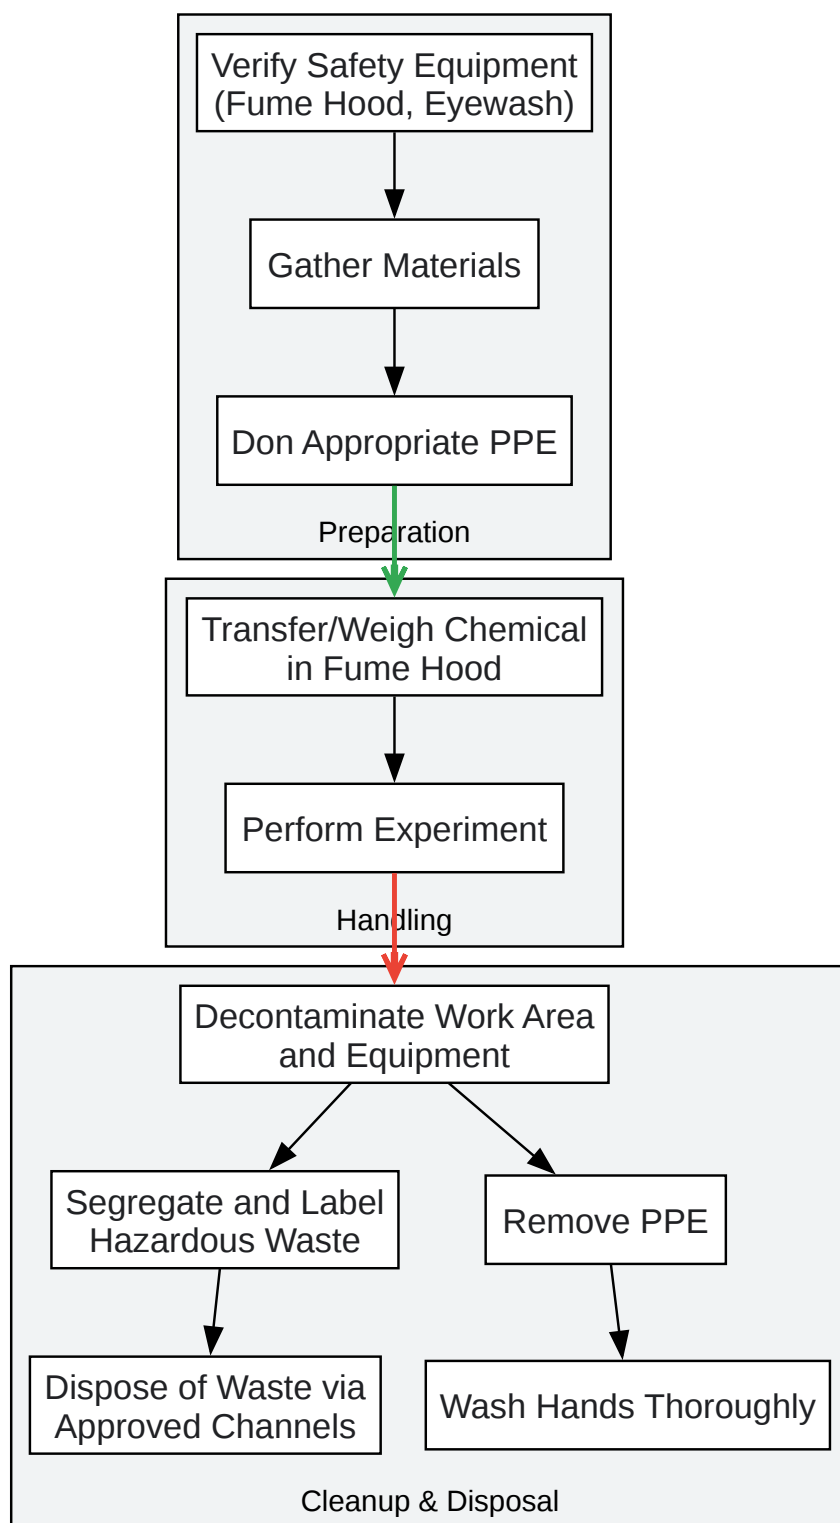 Verify Safety Equipment
(Fume Hood, Eyewash)
Gather Materials
Don Appropriate PPE
Preparation
Transfer/Weigh Chemical
in Fume Hood
Perform Experiment
Handling
Decontaminate Work Area
and Equipment
Segregate and Label
Hazardous Waste
Remove PPE
Dispose of Waste via
Approved Channels
Wash Hands Thoroughly
Cleanup & Disposal